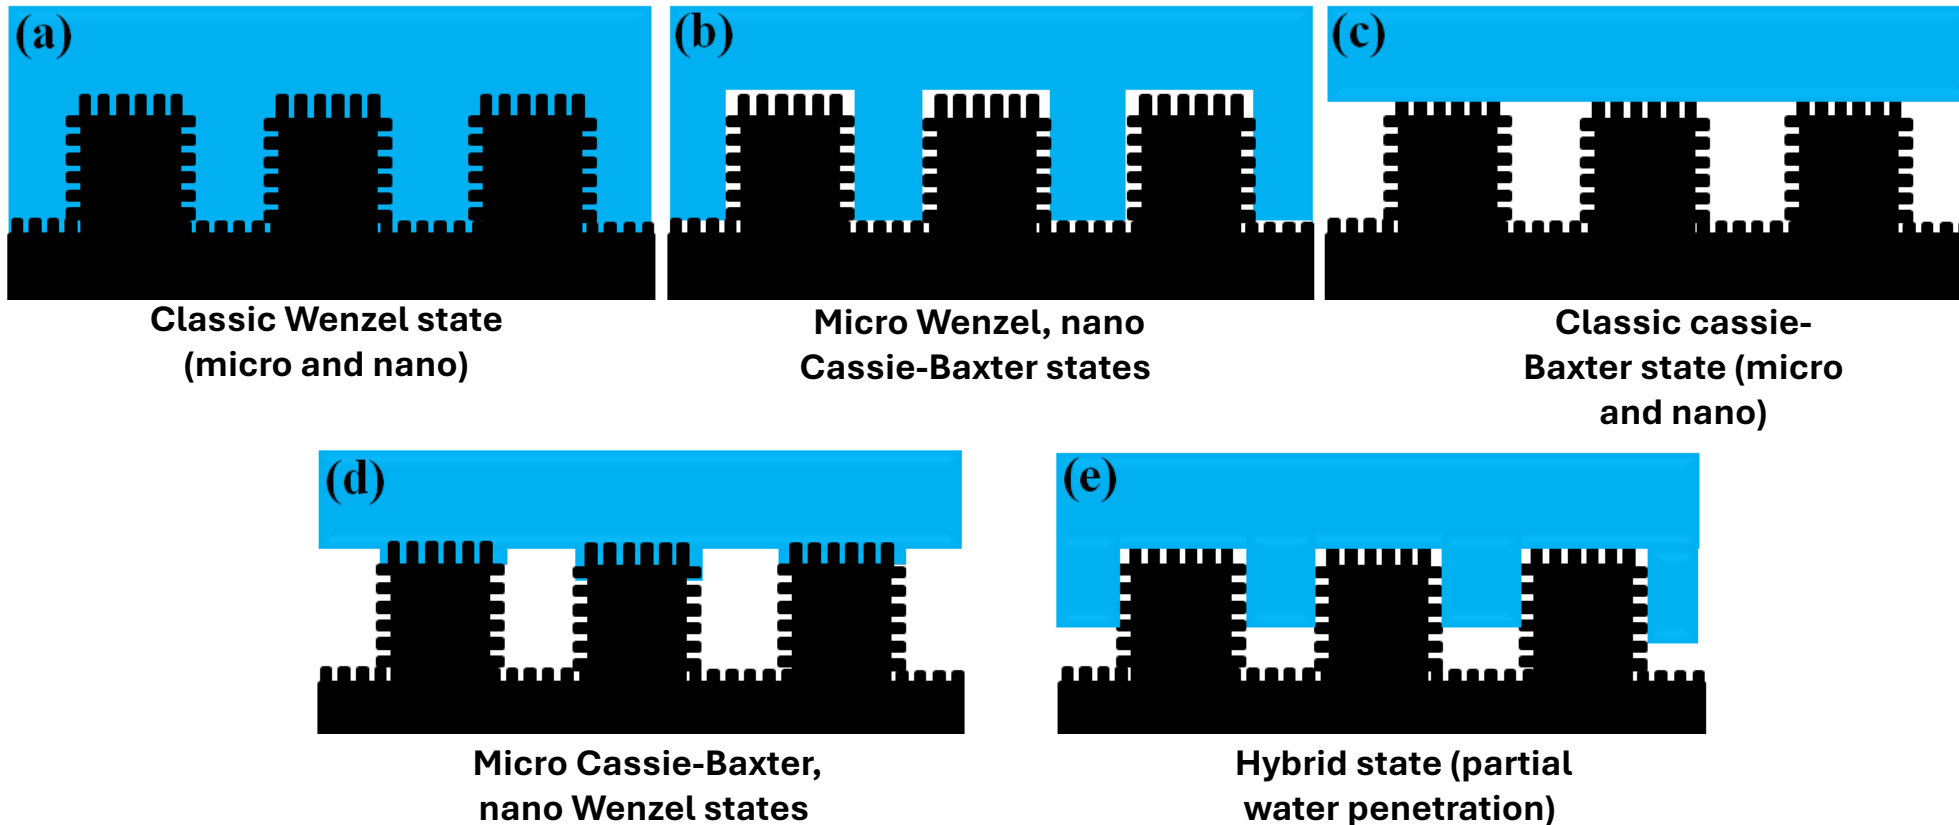 (a)
(b)
(c)
Classic Wenzel state
(micro and nano)
Micro Wenzel, nano
Cassie-Baxter states
Classic cassie-
Baxter state (micro
and nano)
(d)
(e)
Micro Cassie-Baxter,
nano Wenzel states
Hybrid state (partial
water penetration)